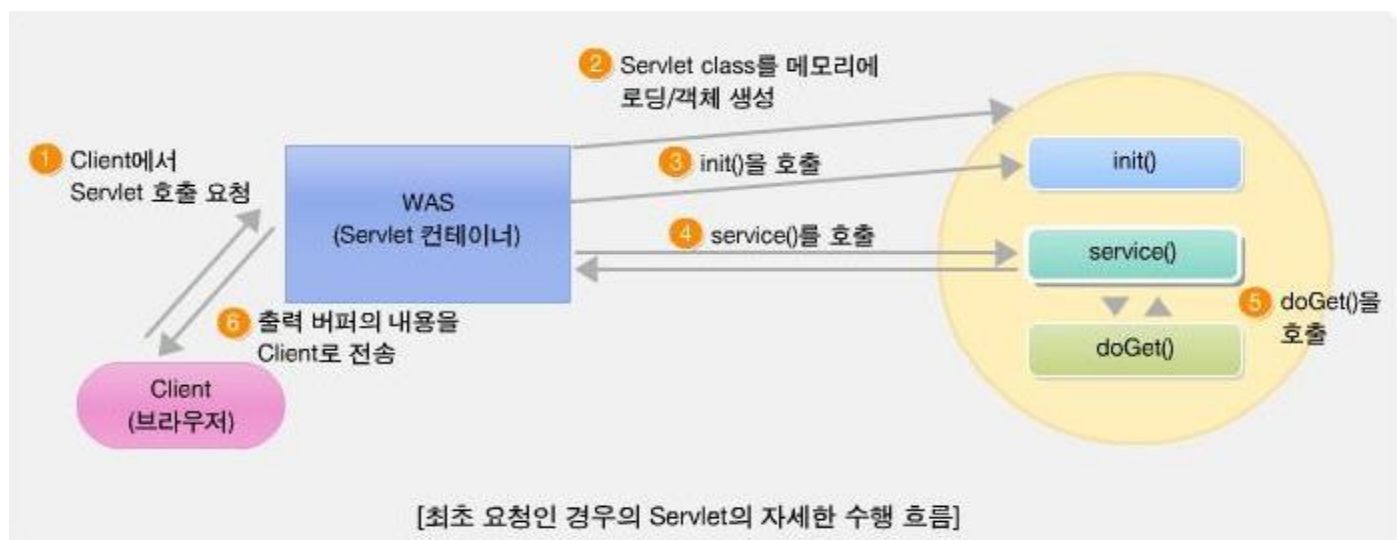 2 Servlet class를 메모리에
로딩/객체 생성
1 Client에서
Servlet 호출 요청
3 init()을 호출
init()
WAS
(Servlet 컨테이너)
4 service()를 호출
service()
6 출력 버퍼의 내용을
Client로 전송
5 doGet()을
호출
doGet()
Client
(브라우저)
[최초 요청인 경우의 Servlet의 자세한 수행 흐름]